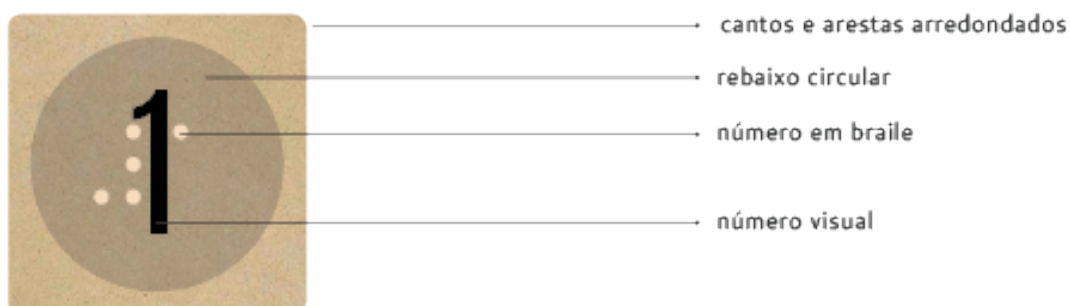 cantos e arestas arredondados
rebaixo circular
1
número em braile
número visual